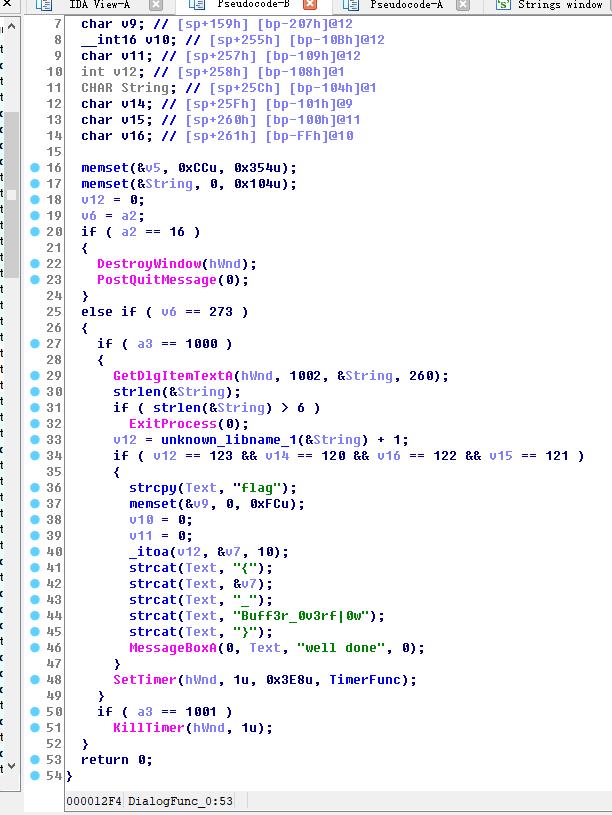 IDA View-A Pseudocode-B Pseudocode-A Strings window
7 char v9; // [sp+159h] [bp-207h]@12
8 __int16 v10; // [sp+255h] [bp-10Bh]@12
9 char v11; // [sp+257h] [bp-109h]@12
10 int v12; // [sp+258h] [bp-108h]@1
11 CHAR String; // [sp+25Ch] [bp-104h]@1
12 char v14; // [sp+25Fh] [bp-101h]@9
13 char v15; // [sp+260h] [bp-100h]@11
14 char v16; // [sp+261h] [bp-FFh]@10
15
16 memset(&v5, 0xCCu, 0x354u);
17 memset(&String, 0, 0x104u);
18 v12 = 0;
19 v6 = a2;
20 if ( a2 == 16 )
21 {
22 DestroyWindow(hWnd);
23 PostQuitMessage(0);
24 }
25 else if ( v6 == 273 )
26 {
27 if ( a3 == 1000 )
28 {
29 GetDlgItemTextA(hWnd, 1002, &String, 260);
30 strlen(&String);
31 if ( strlen(&String) > 6 )
32 ExitProcess(0);
33 v12 = unknown_libname_1(&String) + 1;
34 if ( v12 == 123 && v14 == 120 && v16 == 122 && v15 == 121 )
35 {
36 strcpy(Text, "flag");
37 memset(&v9, 0, 0xFCu);
38 v10 = 0;
39 v11 = 0;
40 _itoa(v12, &v7, 10);
41 strcat(Text, "{");
42 strcat(Text, &v7);
43 strcat(Text, "_");
44 strcat(Text, "Buff3r_0v3rf|0w");
45 strcat(Text, "}");
46 MessageBoxA(0, Text, "well done", 0);
47 }
48 SetTimer(hWnd, 1u, 0x3E8u, TimerFunc);
49 }
50 if ( a3 == 1001 )
51 KillTimer(hWnd, 1u);
52 }
53 return 0;
54 }
000012F4 DialogFunc_0:53